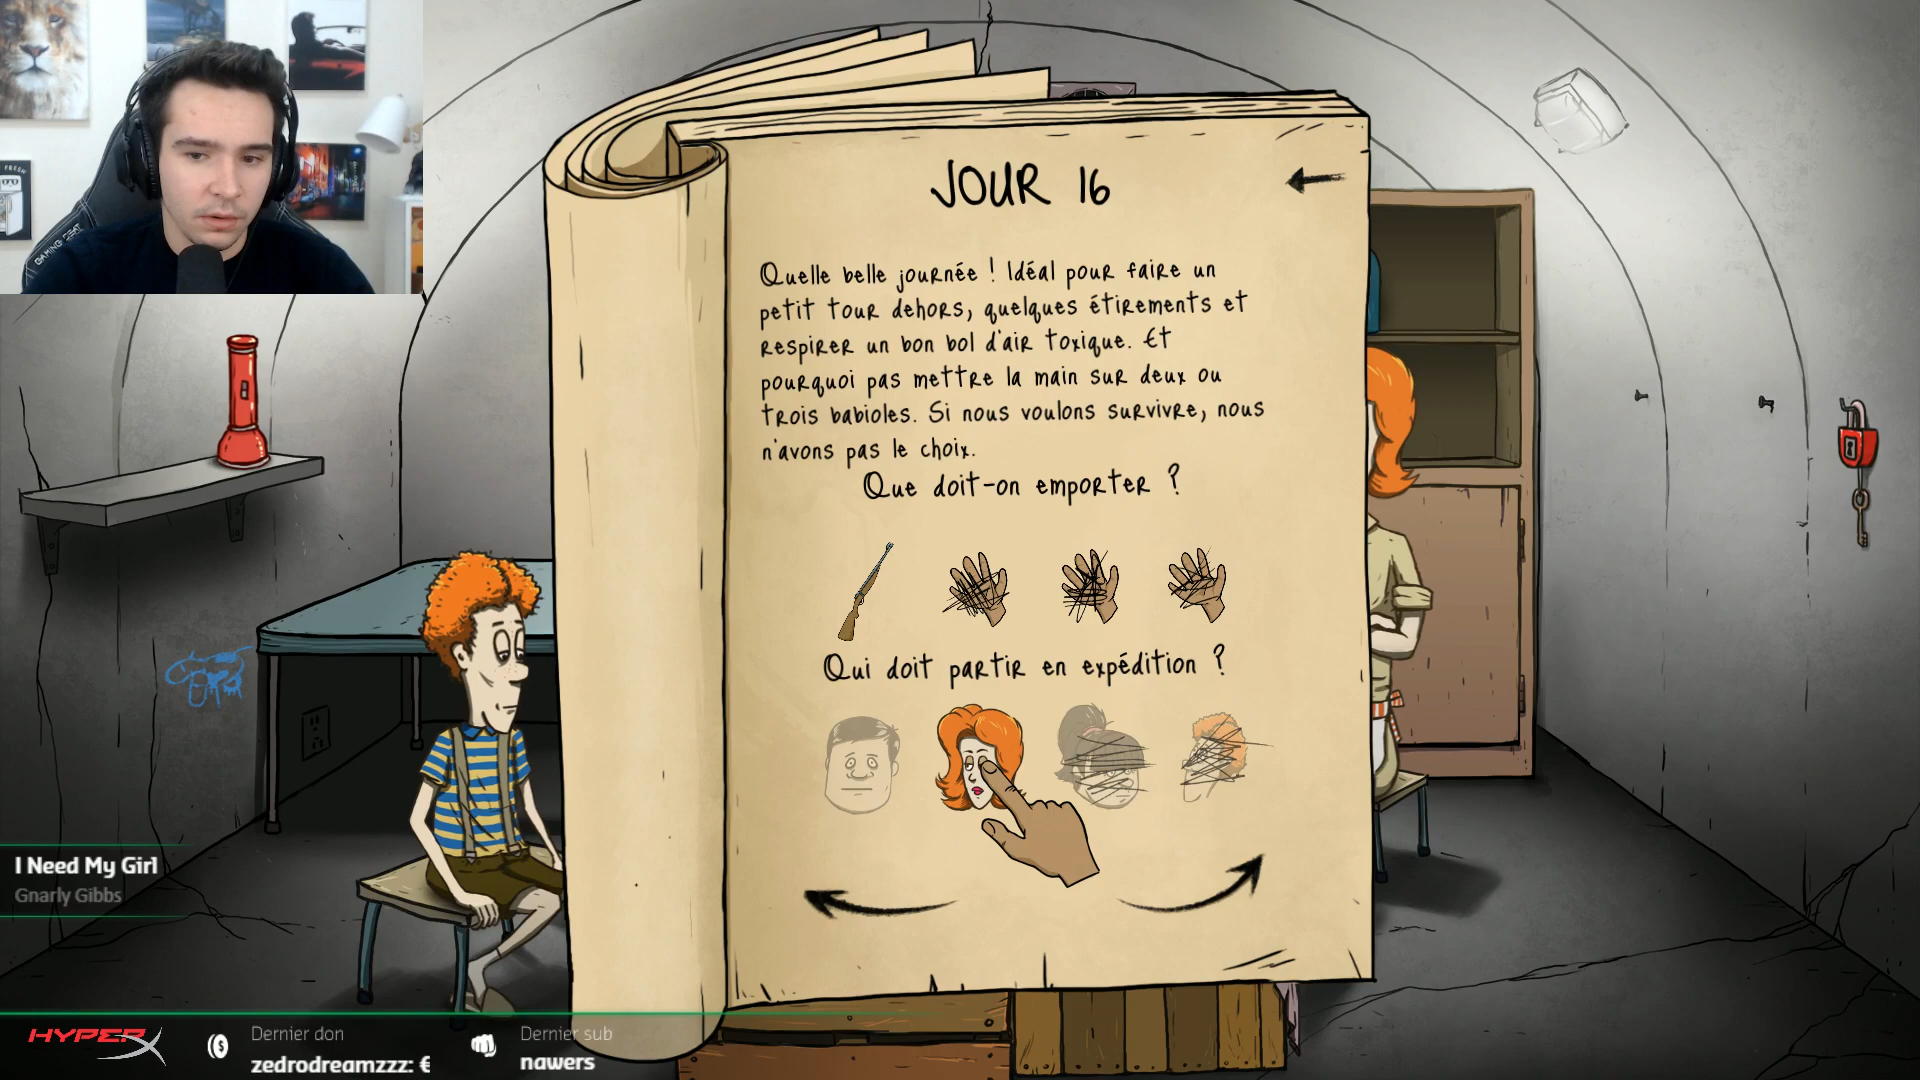 FRESH
GAMING SEAT
JOUR 16
Quelle belle journée ! Idéal pour faire un
petit tour dehors, quelques étirements et
respirer un bon bol d'air toxique. Et
pourquoi pas mettre la main sur deux ou
trois babioles. Si nous voulons survivre, nous
n'avons pas le choix.
Que doit-on emporter ?
Qui doit partir en expédition ?
I Need My Girl
Gnarly Gibbs
HYPERX
Dernier don
zedrodreamzzz: €
Dernier sub
nawers